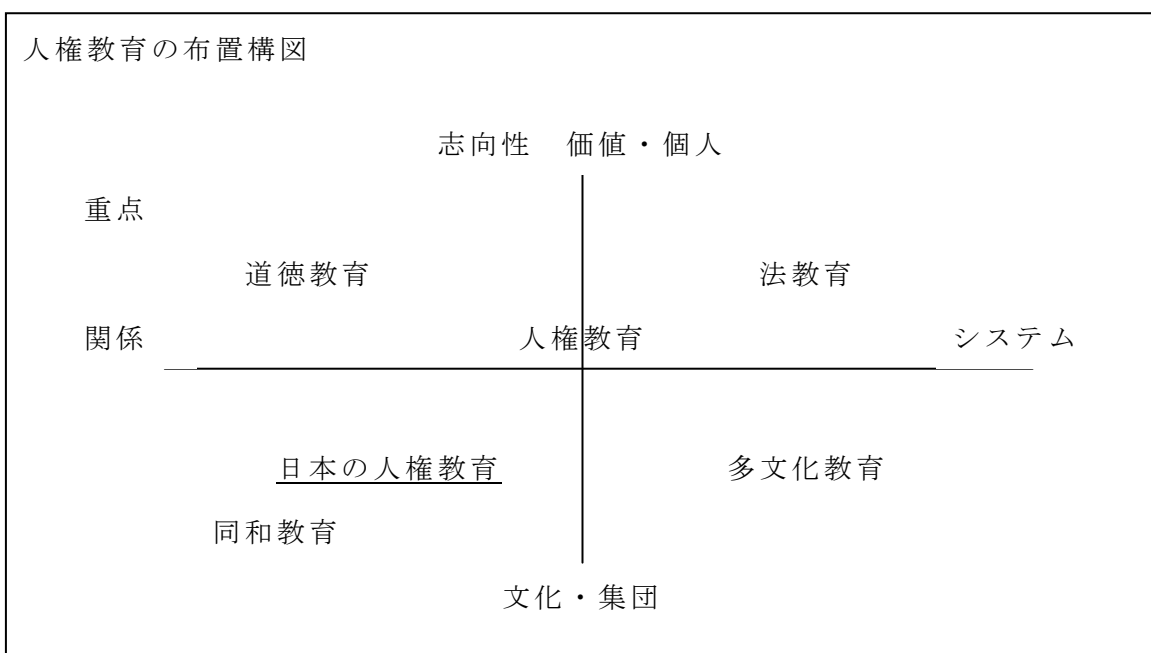 人権教育の布置構図
志向性　価値・個人
重点
道徳教育　法教育
関係　人権教育　システム
日本の人権教育　多文化教育
同和教育
文化・集団